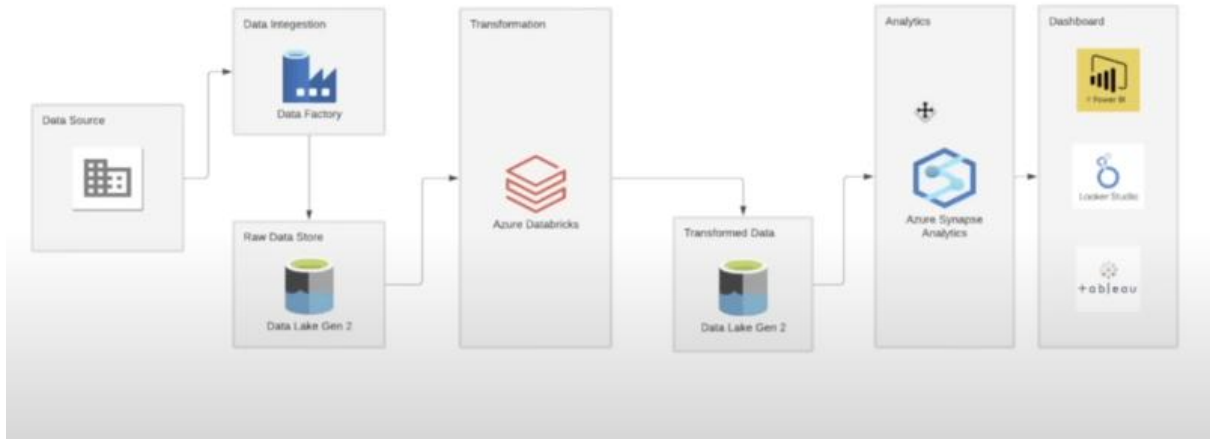 Data Source
Data Integestion
Data Factory
Raw Data Store
Data Lake Gen 2
Transformation
Azure Databricks
Transformed Data
Data Lake Gen 2
Analytics
Azure Synapse
Analytics
Dashboard
Power BI
Looker Studio
+ableau